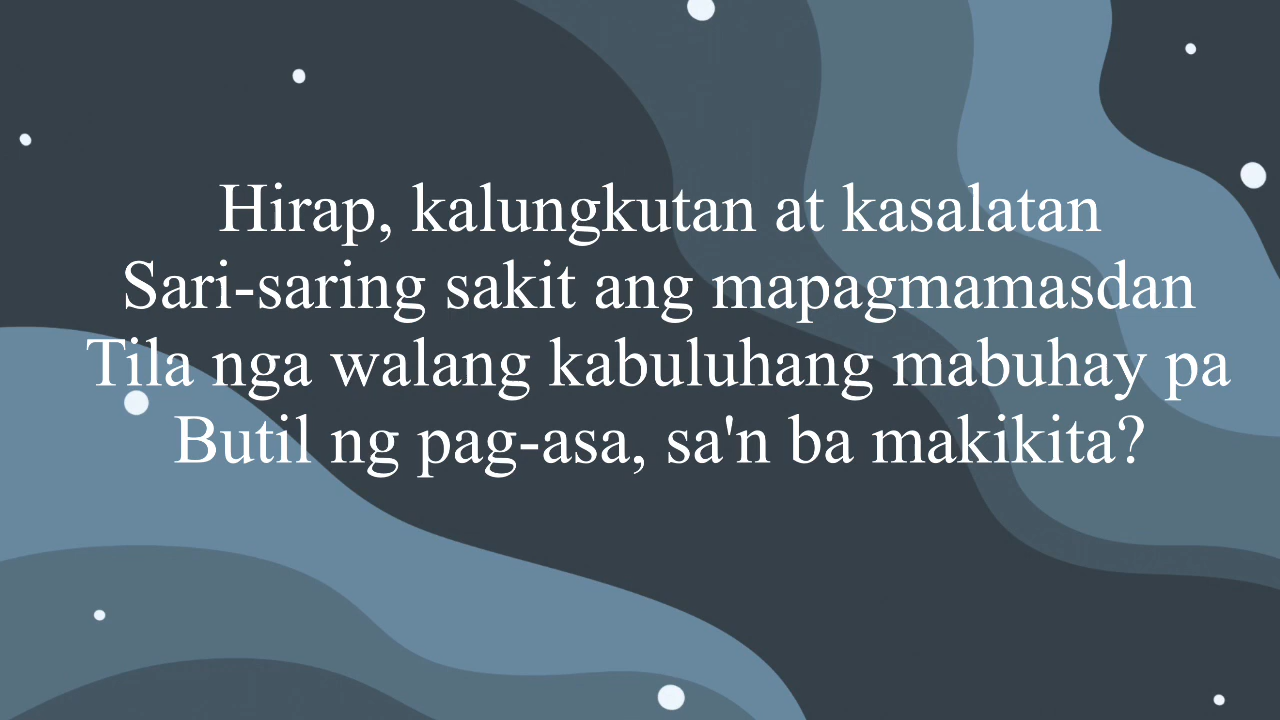 Hirap, kalungkutan at kasalatan
Sari-saring sakit ang mapagmamasdan
Tila nga walang kabuluhang mabuhay pa
Butil ng pag-asa, sa'n ba makikita?